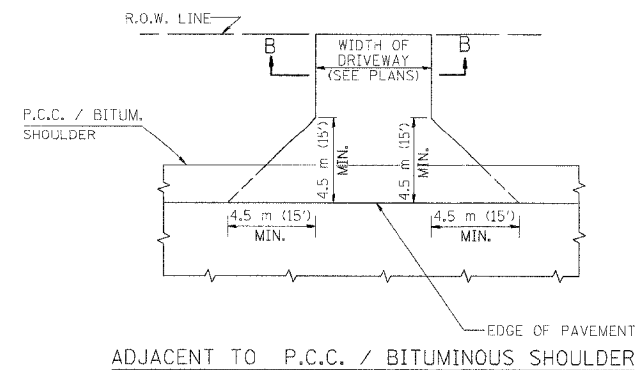 R.O.W. LINE
B
B
WIDTH OF
DRIVEWAY
(SEE PLANS)
P.C.C. / BITUM.
SHOULDER
4.5 m (15')
MIN.
4.5 m (15')
MIN.
4.5 m (15')
MIN.
4.5 m (15')
MIN.
EDGE OF PAVEMENT
ADJACENT TO P.C.C. / BITUMINOUS SHOULDER